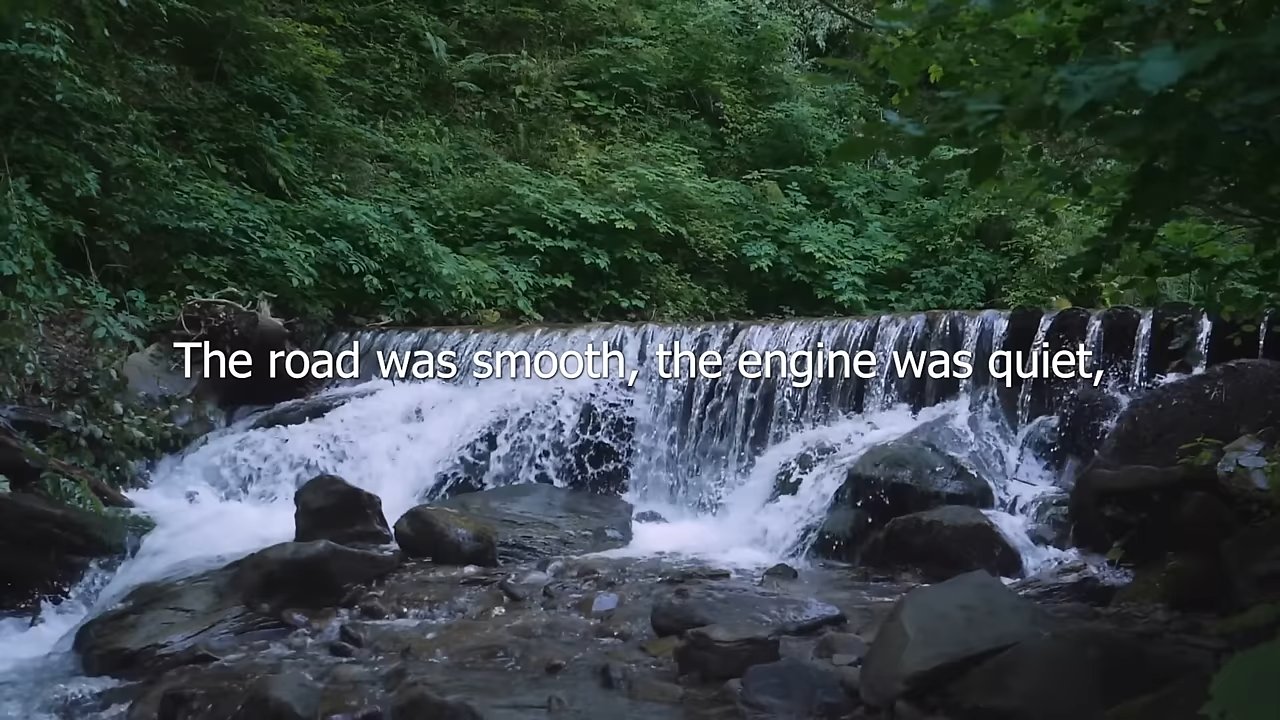 The road was smooth, the engine was quiet,